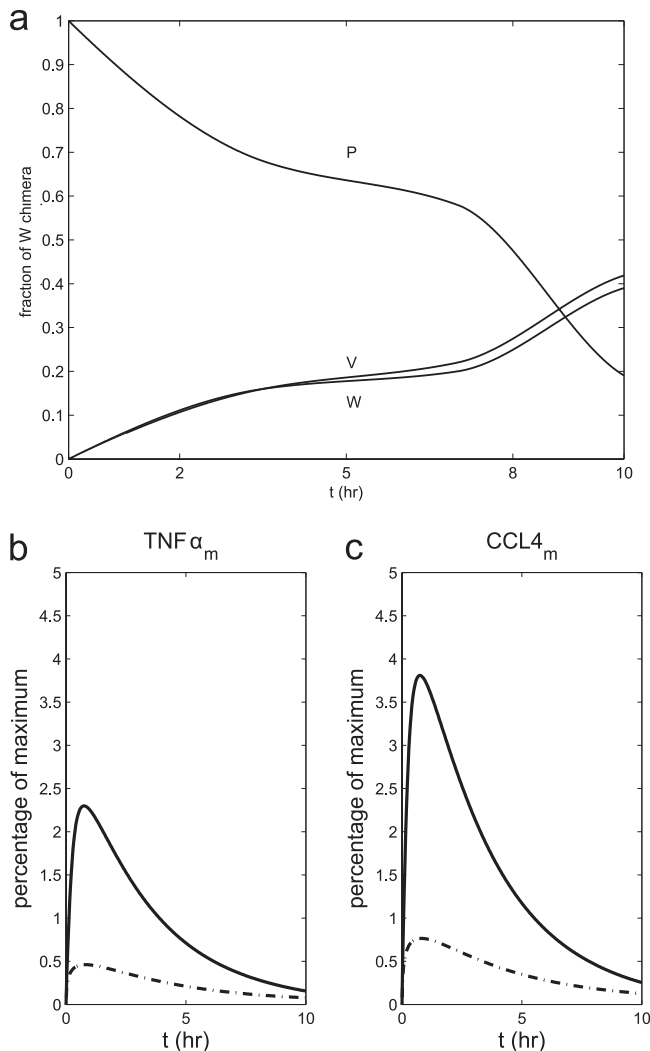 a
1
0.9
0.8
0.7
0.6
0.5
0.4
0.3
0.2
0.1
0
fraction of W chimera
P
V
W
0 2 5 8 10
t (hr)
b
TNF α_m
5
4.5
4
3.5
3
2.5
2
1.5
1
0.5
0
percentage of maximum
0 5 10
t (hr)
c
CCL4_m
5
4.5
4
3.5
3
2.5
2
1.5
1
0.5
0
percentage of maximum
0 5 10
t (hr)